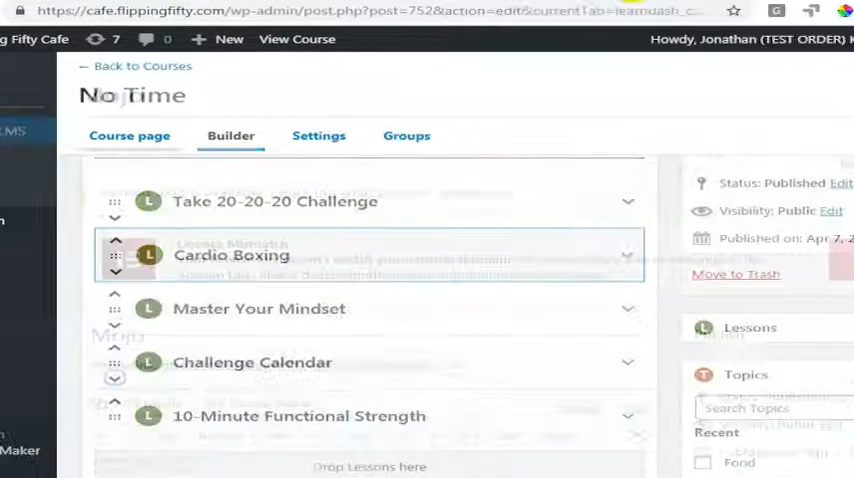 https://cafe.flippingfifty.com/wp-admin/post.php?post=752&action=edit&currentTab=learndash_c...
g Fifty Cafe 7 0 New View Course Howdy, Jonathan (TEST ORDER) K
← Back to Courses
No Time
LMS
Course page Builder Settings Groups
Take 20-20-20 Challenge
Status: Published Edit
Visibility: Public Edit
Published on: Apr 7, 2
Cardio Boxing
Move to Trash
Master Your Mindset
L Lessons
Challenge Calendar
T Topics
10-Minute Functional Strength
Search Topics
Recent
Maker
Food
Drop Lessons here